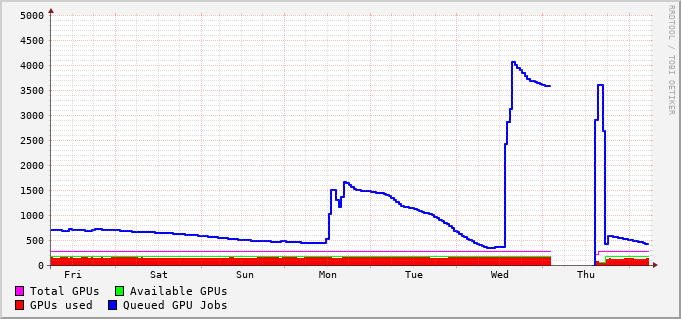 5000
4500
4000
3500
3000
2500
2000
1500
1000
500
0
Fri Sat Sun Mon Tue Wed Thu
Total GPUs Available GPUs
GPUs used Queued GPU Jobs
RRDTOOL / TOBI OETIKER